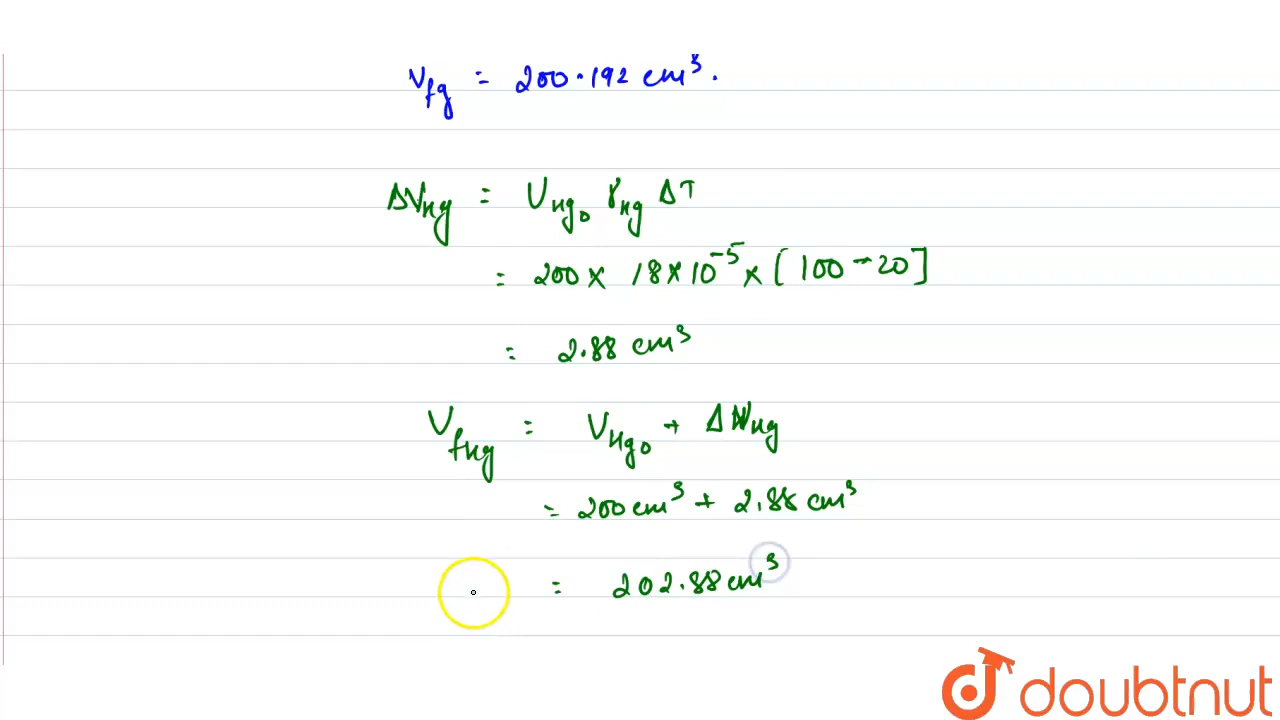 V_fg = 200.192 cm³.
ΔV_Hg = V_Hg₀ γ_Hg ΔT
= 200 × 18×10⁻⁵ × [100 - 20]
= 2.88 cm³
V_fHg = V_Hg₀ + ΔV_Hg
= 200 cm³ + 2.88 cm³
= 202.88 cm³
doubtnut